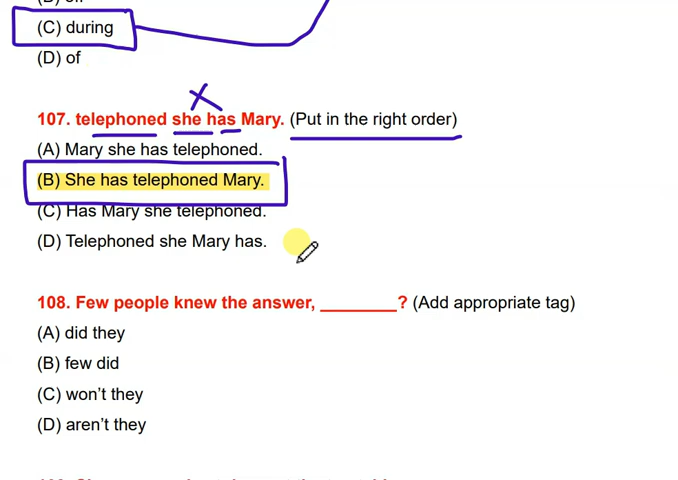 (C) during
(D) of
107. telephoned she has Mary. (Put in the right order)
(A) Mary she has telephoned.
(B) She has telephoned Mary.
(C) Has Mary she telephoned.
(D) Telephoned she Mary has.
108. Few people knew the answer, ________? (Add appropriate tag)
(A) did they
(B) few did
(C) won't they
(D) aren't they